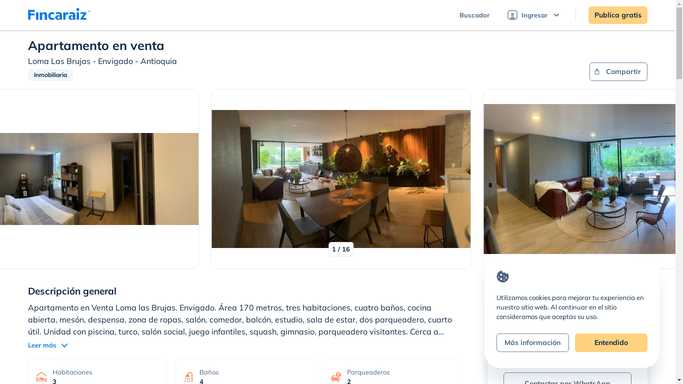 Fincaraiz
Buscador
Ingresar
Publica gratis
Apartamento en venta
Loma Las Brujas - Envigado - Antioquia
Inmobiliaria
Compartir
1 / 16
Descripción general
Apartamento en Venta Loma las Brujas. Envigado. Área 170 metros, tres habitaciones, cuatro baños, cocina
abierta, mesón, despensa, zona de ropas, salón, comedor, balcón, estudio, sala de estar, dos parqueadero, cuarto
útil. Unidad con piscina, turco, salón social, juego infantiles, squash, gimnasio, parqueadero visitantes. Cerca a...
Leer más
Habitaciones
3
Baños
4
Parqueaderos
2
Utilizamos cookies para mejorar tu experiencia en
nuestro sitio web. Al continuar en el sitio
consideramos que aceptas su uso.
Más información
Entendido
Contactar por WhatsApp